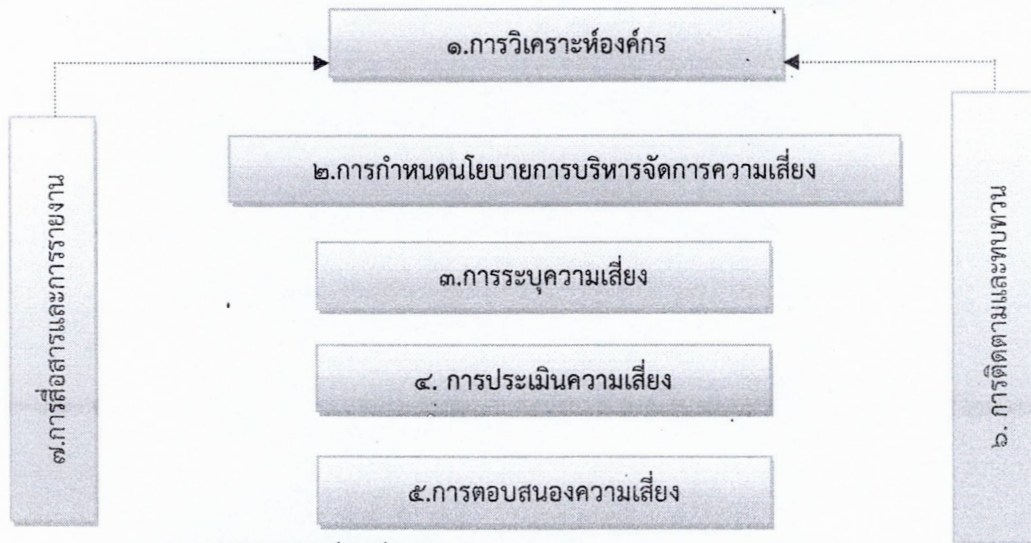 ๑.การวิเคราะห์องค์กร
๒.การกำหนดนโยบายการบริหารจัดการความเสี่ยง
๓.การระบุความเสี่ยง
๔. การประเมินความเสี่ยง
๕.การตอบสนองความเสี่ยง
๖. การติดตามและทบทวน
๗.การสื่อสารและการรายงาน